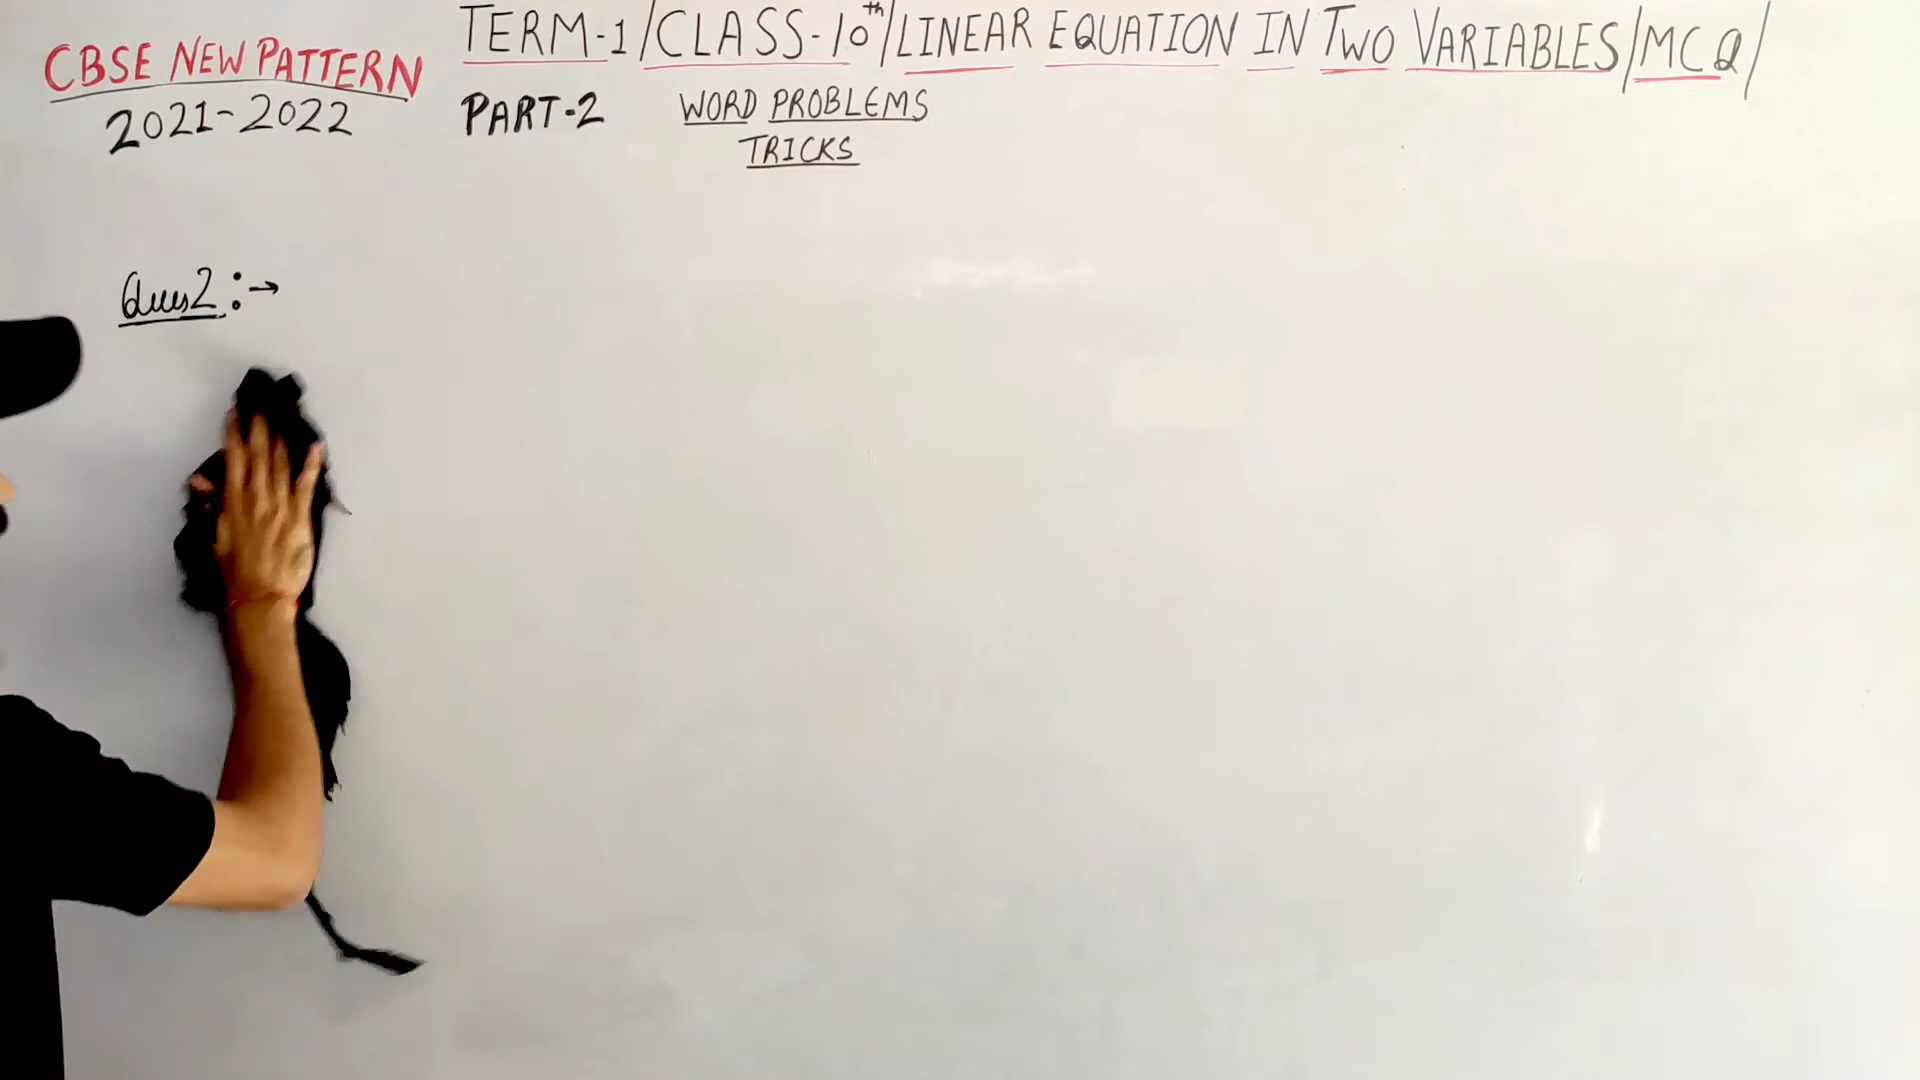 CBSE NEW PATTERN
2021-2022
TERM-1/CLASS-10th/LINEAR EQUATION IN TWO VARIABLES/MCQ/
PART-2
WORD PROBLEMS
TRICKS
Ques2:→